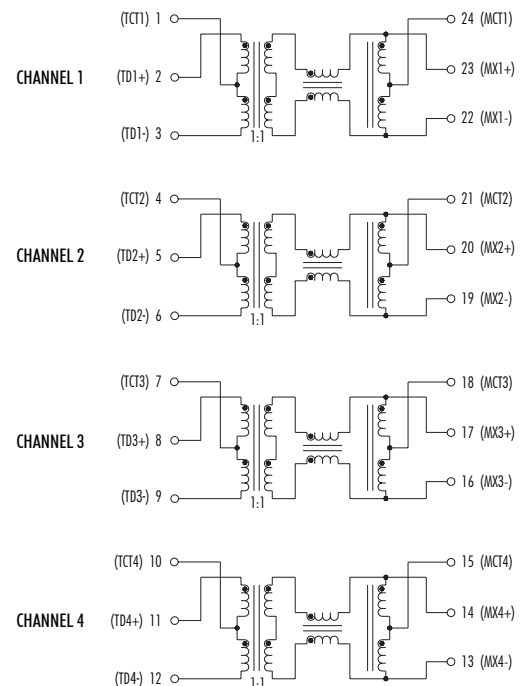 (TCT1) 1
24 (MCT1)
CHANNEL 1
(TD1+) 2
23 (MX1+)
(TD1-) 3
22 (MX1-)
1:1
(TCT2) 4
21 (MCT2)
CHANNEL 2
(TD2+) 5
20 (MX2+)
(TD2-) 6
19 (MX2-)
1:1
(TCT3) 7
18 (MCT3)
CHANNEL 3
(TD3+) 8
17 (MX3+)
(TD3-) 9
16 (MX3-)
1:1
(TCT4) 10
15 (MCT4)
CHANNEL 4
(TD4+) 11
14 (MX4+)
(TD4-) 12
13 (MX4-)
1:1